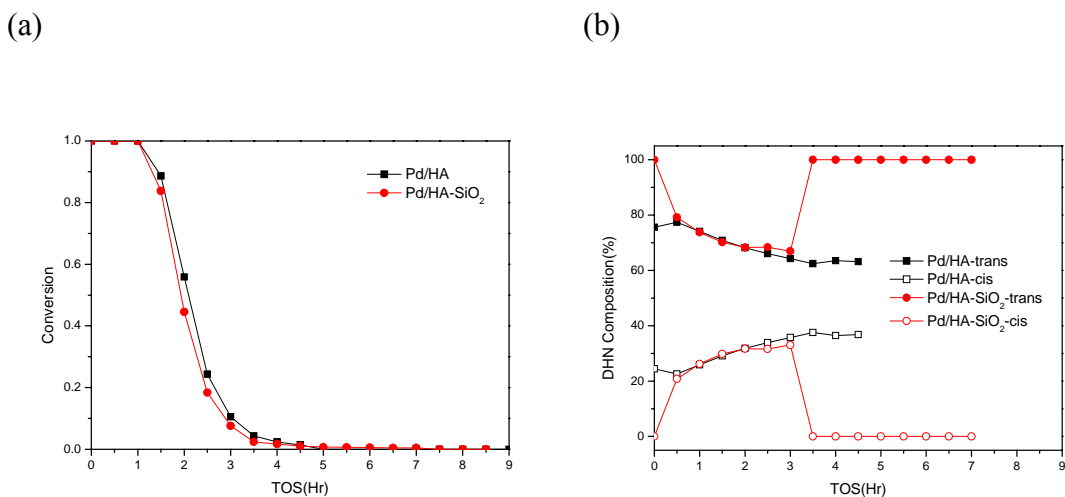 (a)
(b)
1.0
0.8
0.6
0.4
0.2
0.0
Conversion
0 1 2 3 4 5 6 7 8 9
TOS(Hr)
Pd/HA
Pd/HA-SiO₂
100
80
60
40
20
0
DHN Composition(%)
0 1 2 3 4 5 6 7 8 9
TOS(Hr)
Pd/HA-trans
Pd/HA-cis
Pd/HA-SiO₂-trans
Pd/HA-SiO₂-cis